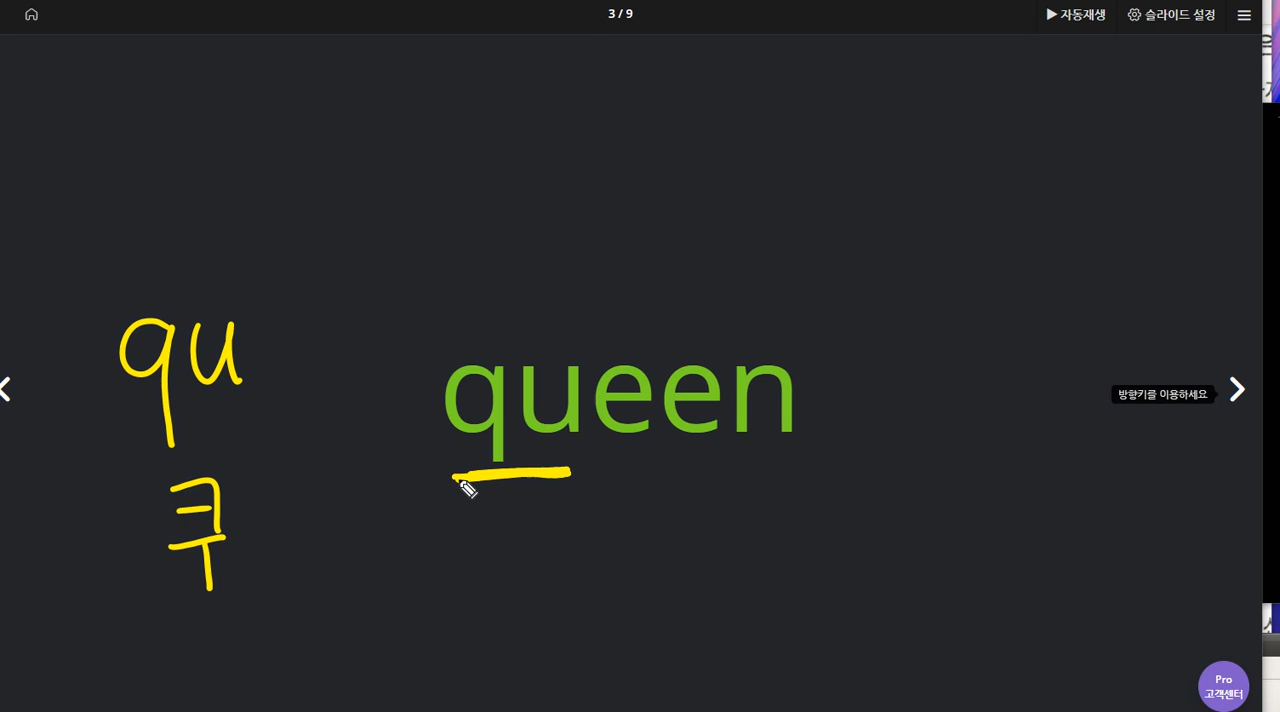 3 / 9
▶ 자동재생
슬라이드 설정
qu
queen
방향키를 이용하세요
쿠
Pro
고객센터